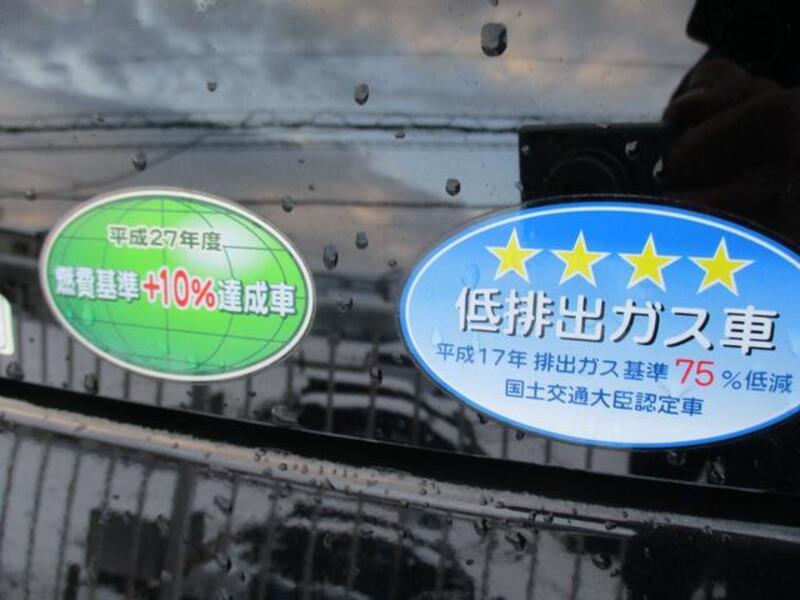 平成27年度
燃費基準+10%達成車
低排出ガス車
平成17年 排出ガス基準 75%低減
国土交通大臣認定車